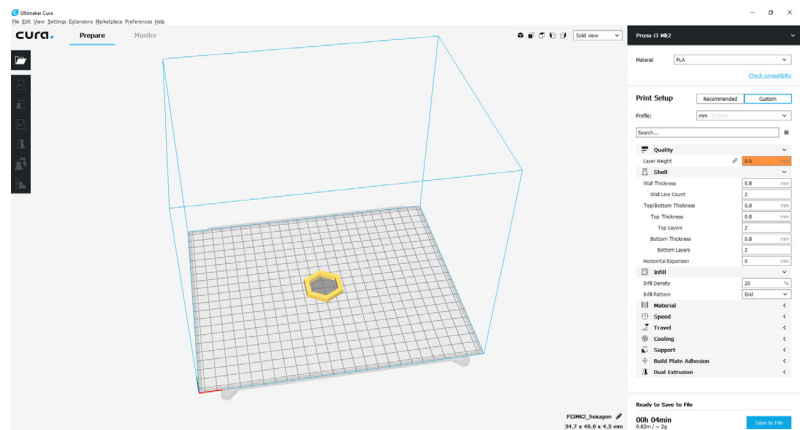 Ultimaker Cura
File Edit View Settings Extensions Marketplace Preferences Help
cura.
Prepare
Monitor
Solid view
Prusa i3 Mk2
Material
PLA
Check compatibility
Print Setup
Recommended
Custom
Profile:
mm
Search...
Quality
Layer Height
0.6 mm
Shell
Wall Thickness
0.8 mm
Wall Line Count
2
Top/Bottom Thickness
0.8 mm
Top Thickness
0.8 mm
Top Layers
2
Bottom Thickness
0.8 mm
Bottom Layers
2
Horizontal Expansion
0 mm
Infill
Infill Density
20 %
Infill Pattern
Grid
Material
Speed
Travel
Cooling
Support
Build Plate Adhesion
Dual Extrusion
PI3MK2_hexagon
34.7 x 40.0 x 4.5 mm
Ready to Save to File
00h 04min
0.62m / ~ 2g
Save to File